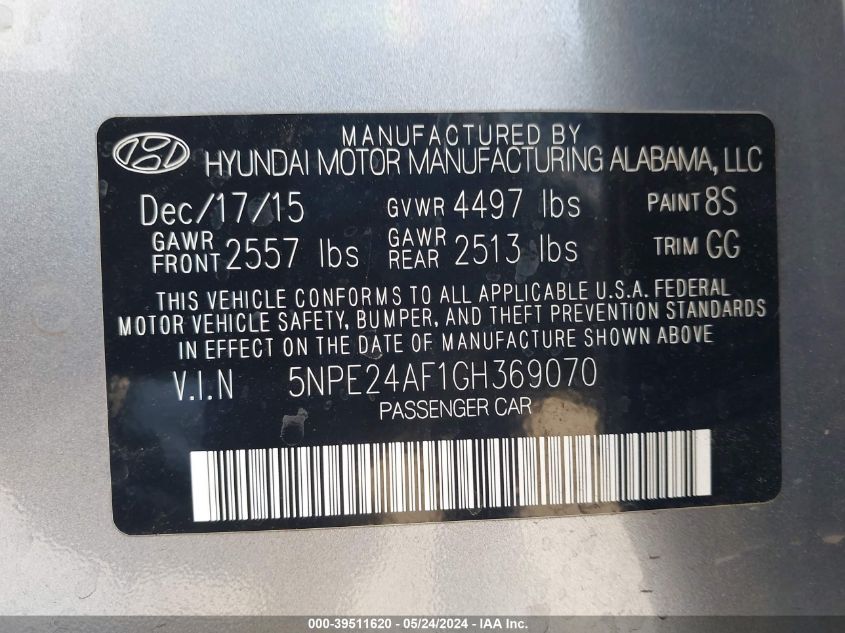 MANUFACTURED BY
HYUNDAI MOTOR MANUFACTURING ALABAMA, LLC
Dec/17/15 GVWR 4497 lbs PAINT 8S
GAWR FRONT 2557 lbs GAWR REAR 2513 lbs TRIM GG
THIS VEHICLE CONFORMS TO ALL APPLICABLE U.S.A. FEDERAL
MOTOR VEHICLE SAFETY, BUMPER, AND THEFT PREVENTION STANDARDS
IN EFFECT ON THE DATE OF MANUFACTURE SHOWN ABOVE
V.I.N 5NPE24AF1GH369070
PASSENGER CAR
000-39511620 - 05/24/2024 - IAA Inc.